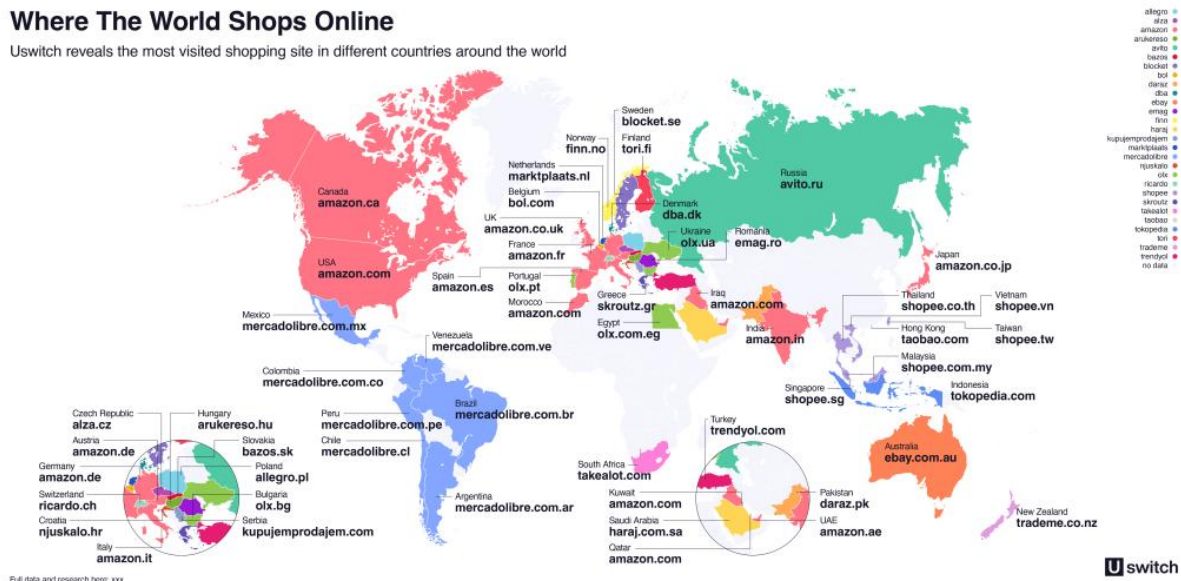 Where The World Shops Online
Uswitch reveals the most visited shopping site in different countries around the world
allegro
alza
amazon
arukereso
avito
bazos
blocket
bol
daraz
dba
ebay
emag
finn
haraj
kupujemprodajem
marktplaats
mercadolibre
njuskalo
olx
ricardo
shopee
skroutz
takealot
taobao
tokopedia
tori
trademe
trendyol
no data
Sweden
blocket.se
Norway
finn.no
Finland
tori.fi
Netherlands
marktplaats.nl
Belgium
bol.com
Denmark
dba.dk
UK
amazon.co.uk
Ukraine
olx.ua
Romania
emag.ro
France
amazon.fr
Spain
amazon.es
Portugal
olx.pt
Morocco
amazon.com
Greece
skroutz.gr
Egypt
olx.com.eg
Iraq
amazon.com
India
amazon.in
Russia
avito.ru
Japan
amazon.co.jp
Canada
amazon.ca
USA
amazon.com
Mexico
mercadolibre.com.mx
Venezuela
mercadolibre.com.ve
Colombia
mercadolibre.com.co
Brazil
mercadolibre.com.br
Peru
mercadolibre.com.pe
Chile
mercadolibre.cl
Argentina
mercadolibre.com.ar
Thailand
shopee.co.th
Vietnam
shopee.vn
Hong Kong
taobao.com
Taiwan
shopee.tw
Malaysia
shopee.com.my
Singapore
shopee.sg
Indonesia
tokopedia.com
Australia
ebay.com.au
New Zealand
trademe.co.nz
South Africa
takealot.com
Turkey
trendyol.com
Kuwait
amazon.com
Saudi Arabia
haraj.com.sa
Qatar
amazon.com
Pakistan
daraz.pk
UAE
amazon.ae
Czech Republic
alza.cz
Hungary
arukereso.hu
Austria
amazon.de
Slovakia
bazos.sk
Germany
amazon.de
Poland
allegro.pl
Switzerland
ricardo.ch
Bulgaria
olx.bg
Croatia
njuskalo.hr
Serbia
kupujemprodajem.com
Italy
amazon.it
Full data and research here: xxx
Uswitch